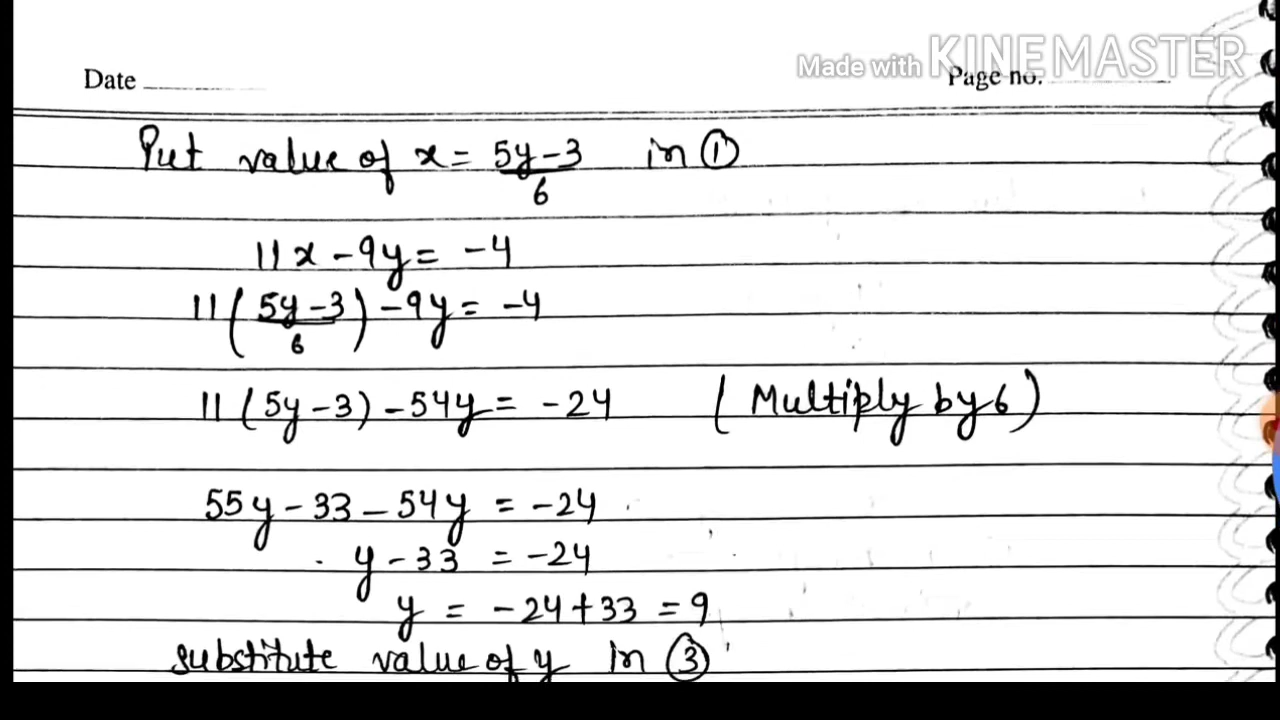 Made with KINEMASTER
Date
Page no.
Put value of x = 5y-3/6 in ①
11x - 9y = -4
11(5y-3/6) - 9y = -4
11(5y-3) - 54y = -24 (Multiply by 6)
55y - 33 - 54y = -24
y - 33 = -24
y = -24+33 = 9
substitute value of y in ③